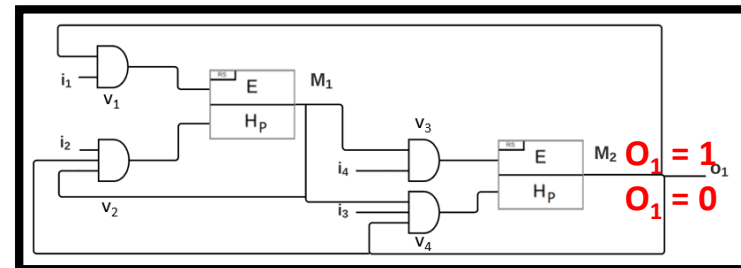 i₁
v₁
RS
E
Hₚ
M₁
i₂
v₂
v₃
i₄
i₃
v₄
RS
E
Hₚ
M₂
O₁ = 1
o₁
O₁ = 0